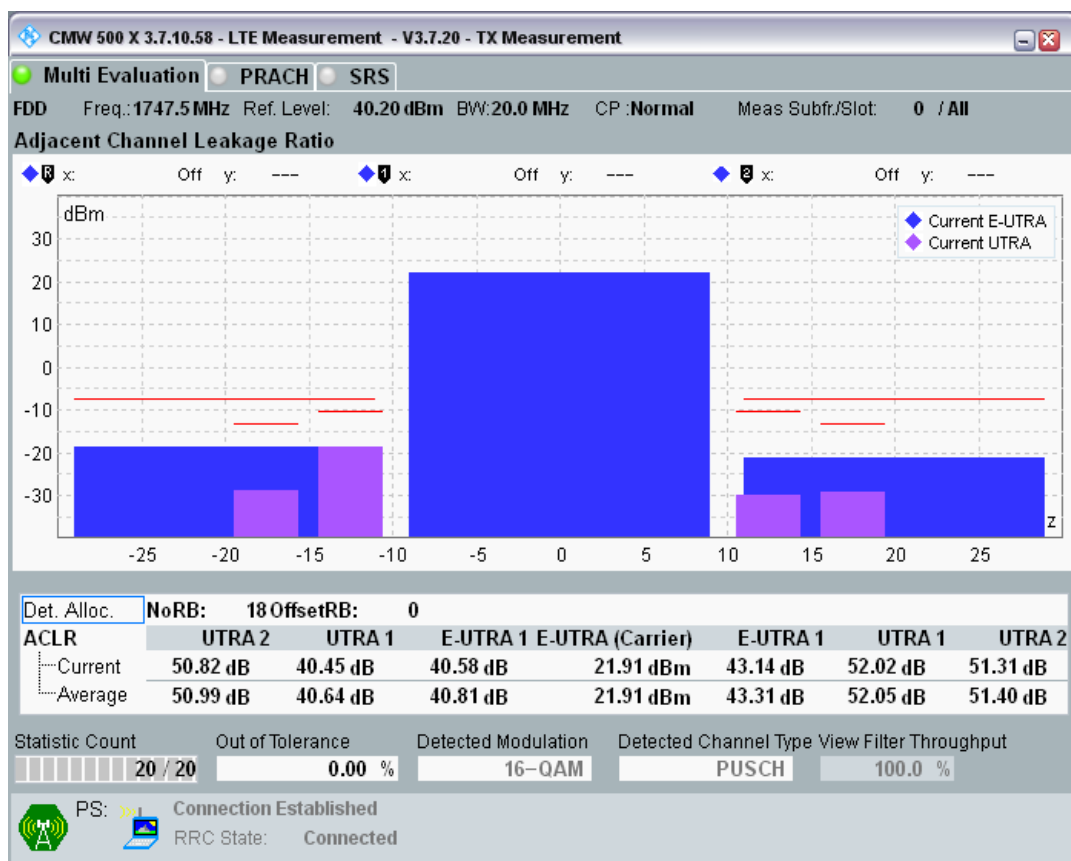 CMW 500 X 3.7.10.58 - LTE Measurement - V3.7.20 - TX Measurement
Multi Evaluation PRACH SRS
FDD Freq.:1747.5 MHz Ref. Level: 40.20 dBm BW:20.0 MHz CP :Normal Meas Subfr./Slot: 0 / All
Adjacent Channel Leakage Ratio
R x: Off y: --- 1 x: Off y: --- 2 x: Off y: ---
dBm
Current E-UTRA
Current UTRA
30
20
10
0
-10
-20
-30
z
-25 -20 -15 -10 -5 0 5 10 15 20 25
Det. Alloc. NoRB: 18 OffsetRB: 0
ACLR UTRA 2 UTRA 1 E-UTRA 1 E-UTRA (Carrier) E-UTRA 1 UTRA 1 UTRA 2
Current 50.82 dB 40.45 dB 40.58 dB 21.91 dBm 43.14 dB 52.02 dB 51.31 dB
Average 50.99 dB 40.64 dB 40.81 dB 21.91 dBm 43.31 dB 52.05 dB 51.40 dB
Statistic Count Out of Tolerance Detected Modulation Detected Channel Type View Filter Throughput
20 / 20 0.00 % 16-QAM PUSCH 100.0 %
PS: Connection Established
RRC State: Connected